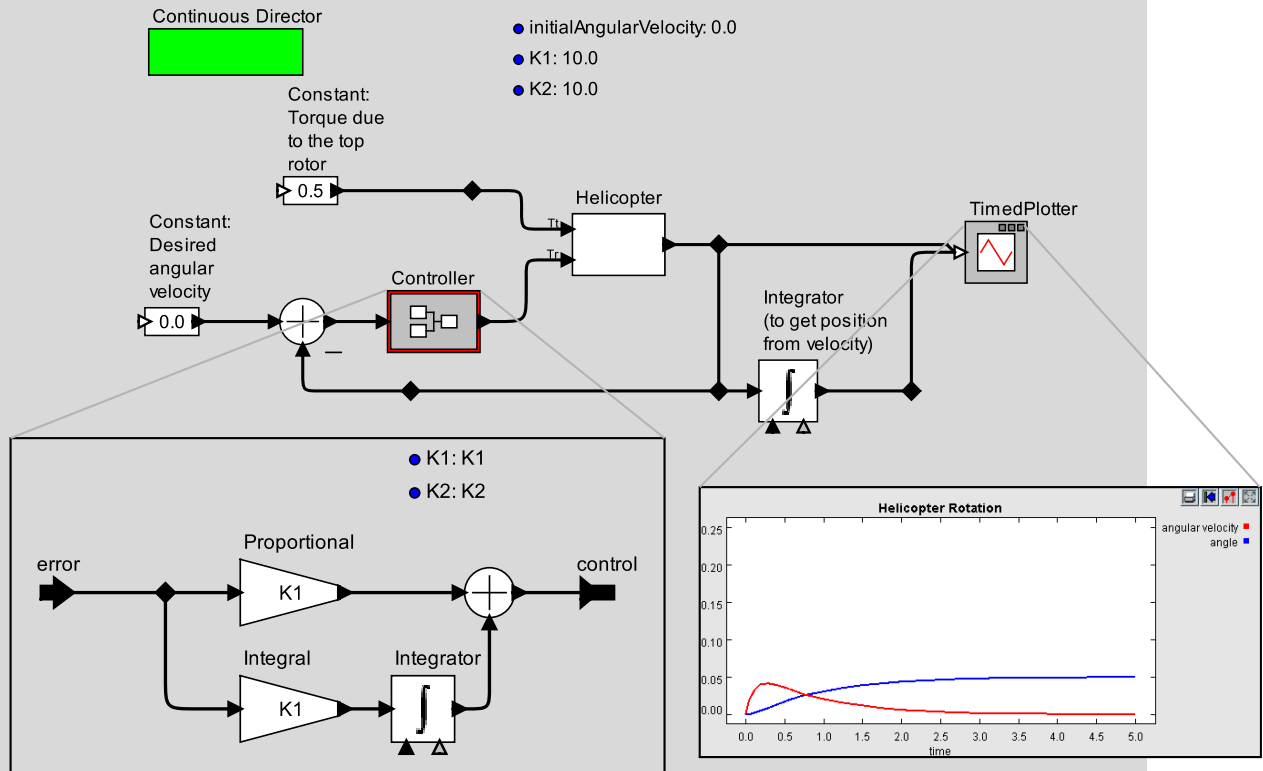 Continuous Director
initialAngularVelocity: 0.0
K1: 10.0
K2: 10.0
Constant:
Torque due
to the top
rotor
0.5
Helicopter
Tt
Tr
TimedPlotter
Constant:
Desired
angular
velocity
0.0
Controller
Integrator
(to get position
from velocity)
∫
K1: K1
K2: K2
error
Proportional
K1
control
Integral
K1
Integrator
∫
Helicopter Rotation
angular velocity
angle
0.25
0.20
0.15
0.10
0.05
0.00
0.0 0.5 1.0 1.5 2.0 2.5 3.0 3.5 4.0 4.5 5.0
time